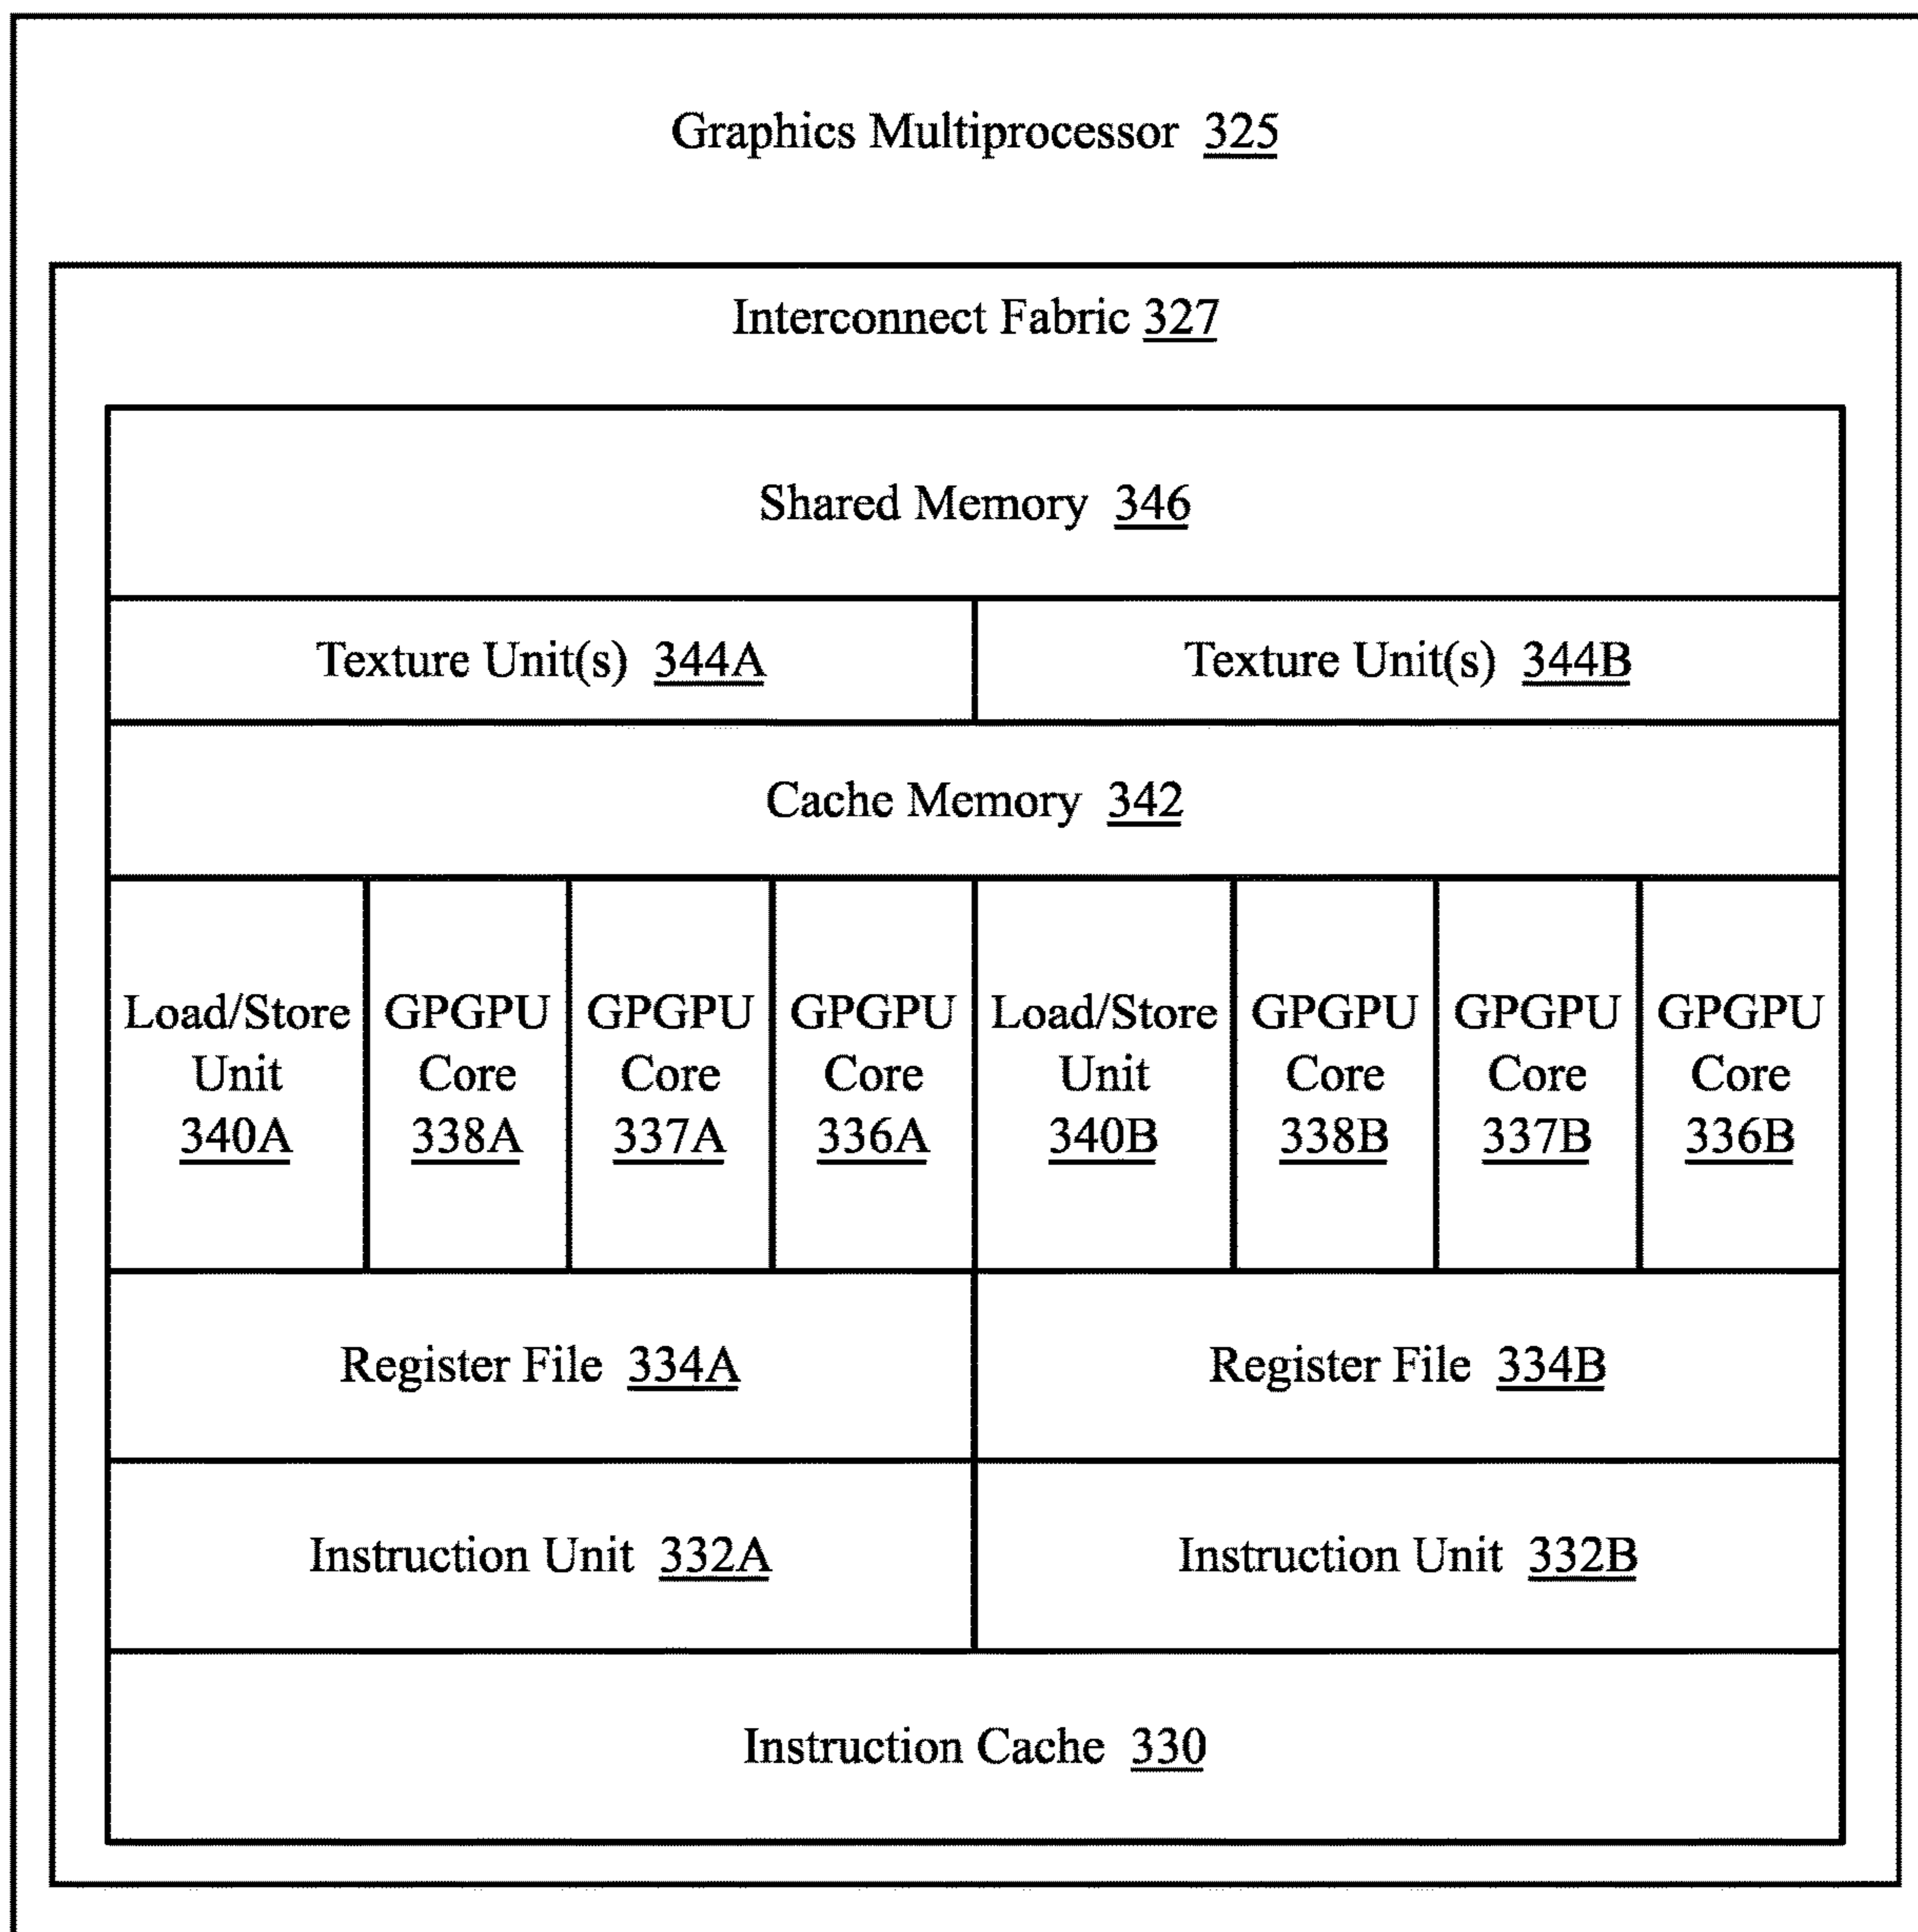 Graphics Multiprocessor 325
Interconnect Fabric 327
Shared Memory 346
Texture Unit(s) 344A
Texture Unit(s) 344B
Cache Memory 342
Load/Store
Unit
340A
GPGPU
Core
338A
GPGPU
Core
337A
GPGPU
Core
336A
Load/Store
Unit
340B
GPGPU
Core
338B
GPGPU
Core
337B
GPGPU
Core
336B
Register File 334A
Register File 334B
Instruction Unit 332A
Instruction Unit 332B
Instruction Cache 330